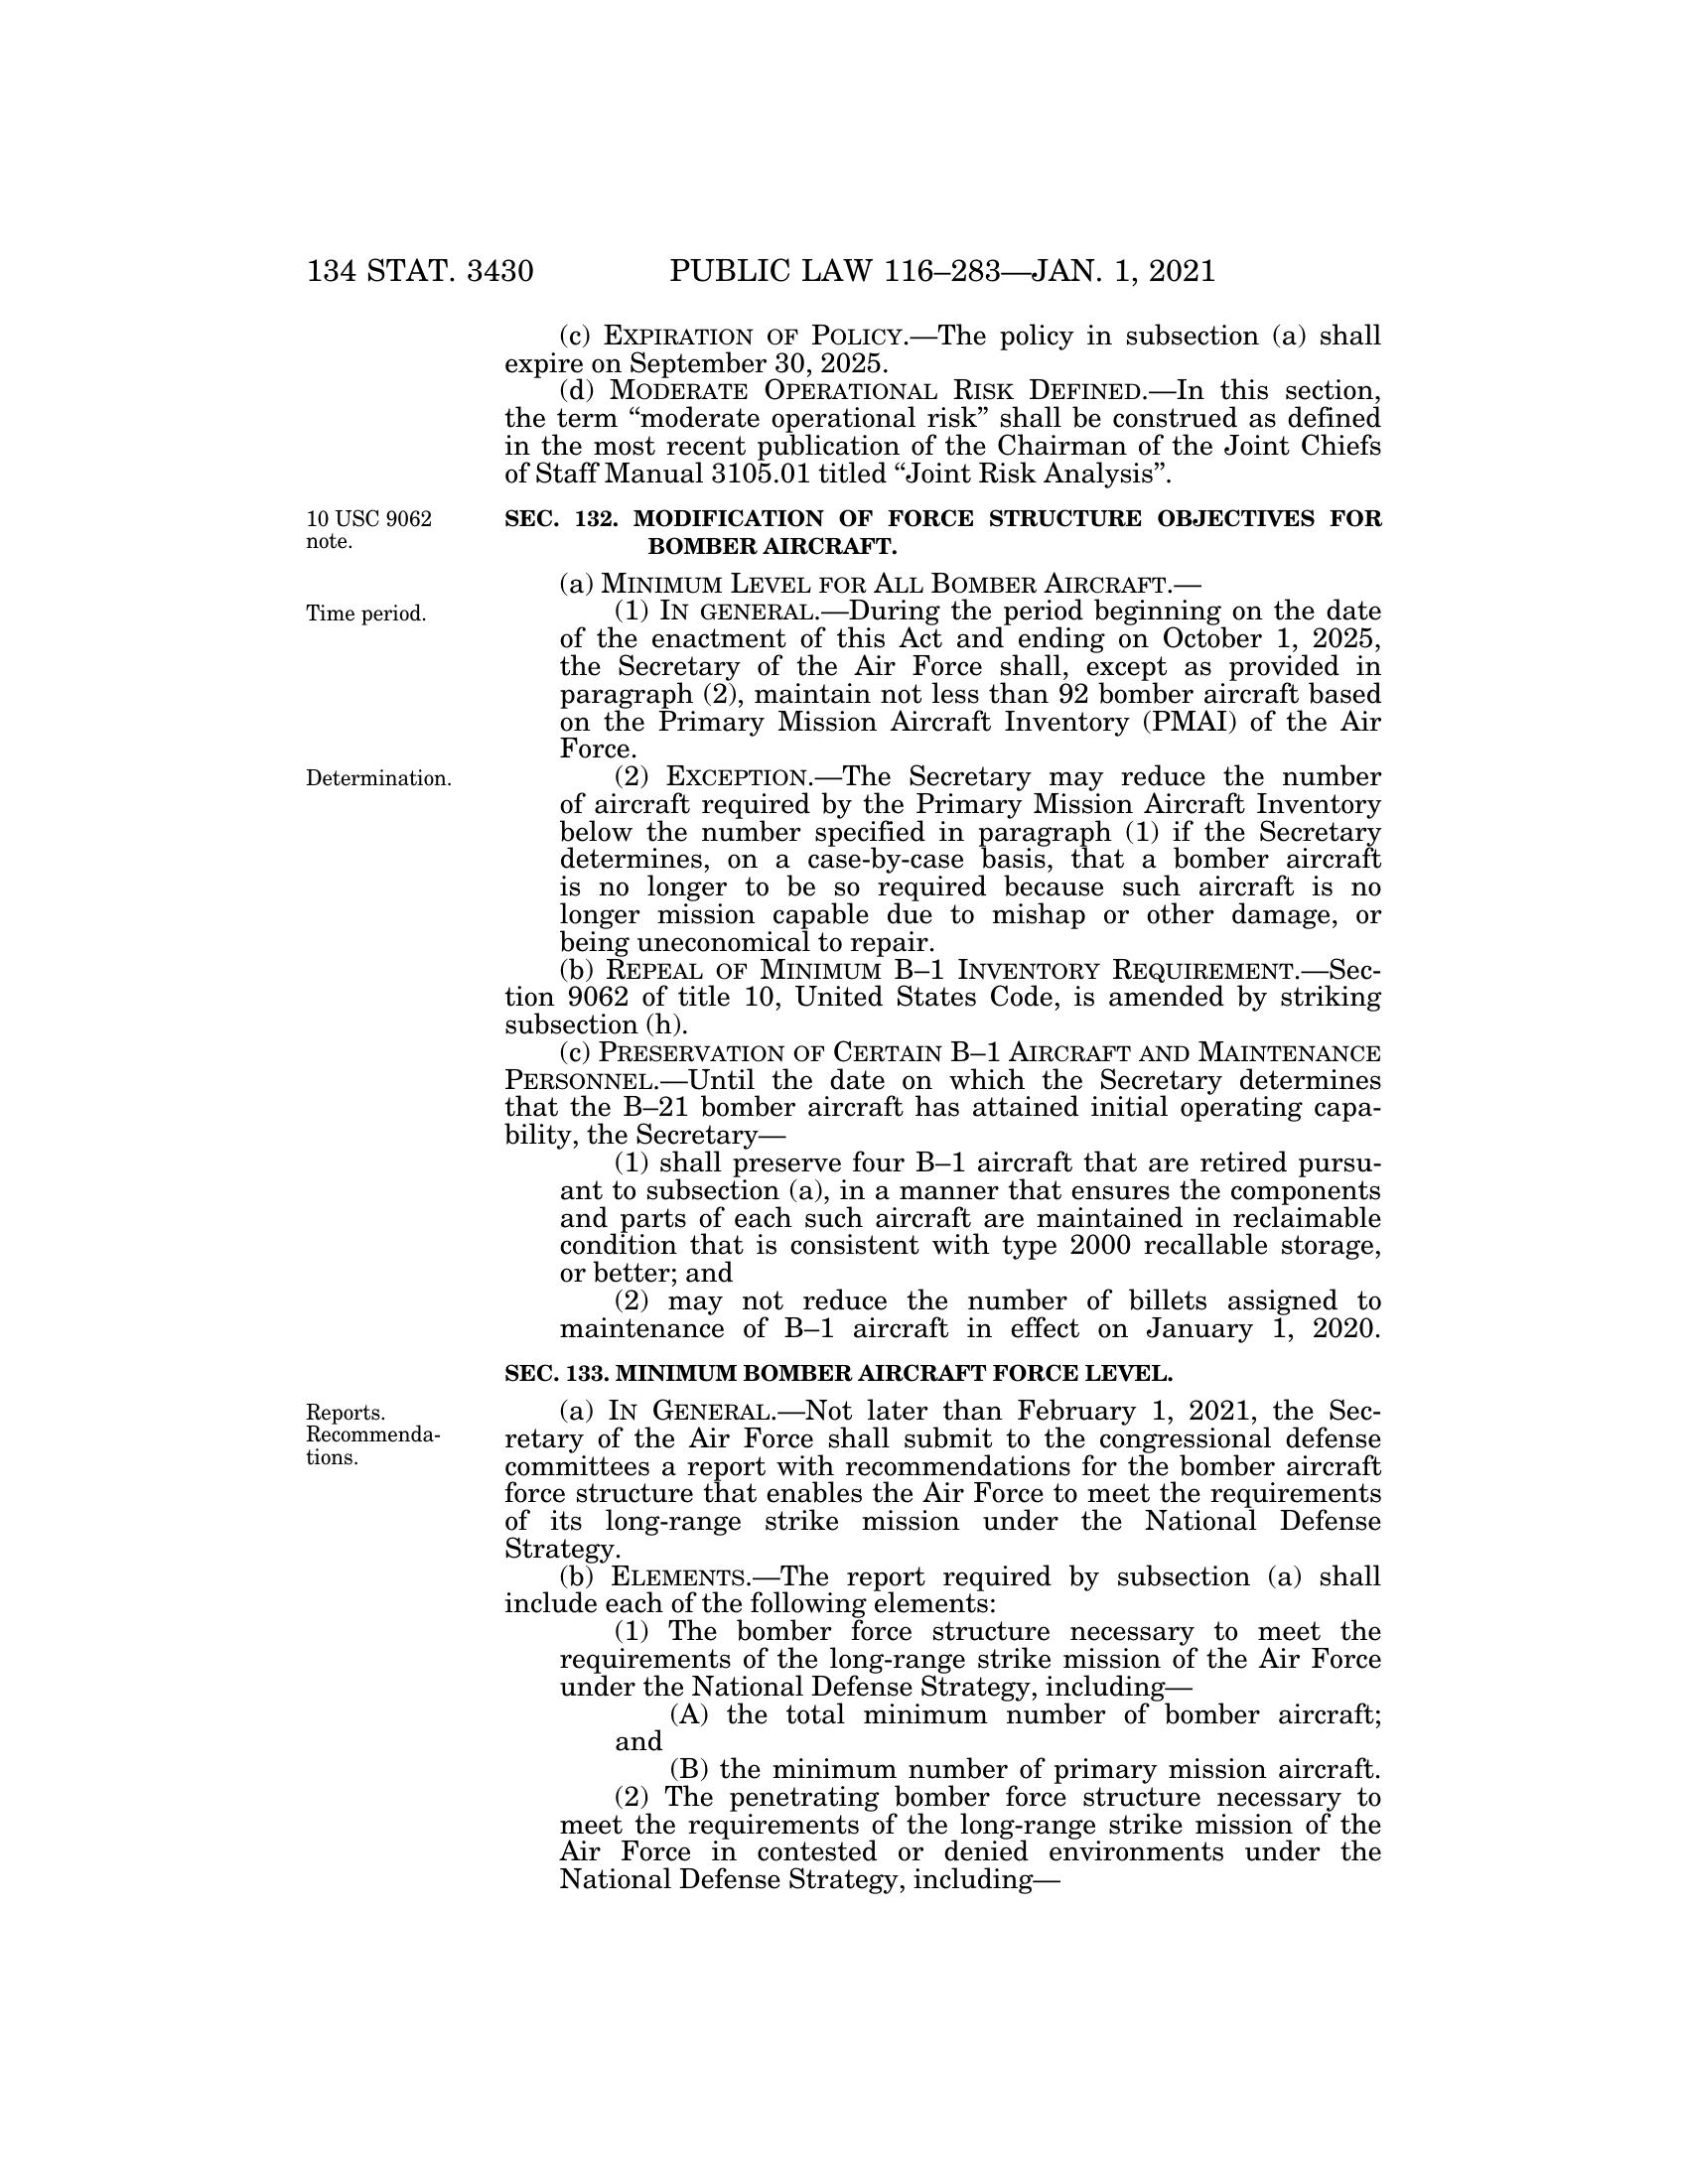 134 STAT. 3430 PUBLIC LAW 116–283—JAN. 1, 2021
(c) EXPIRATION OF POLICY.—The policy in subsection (a) shall
expire on September 30, 2025.
(d) MODERATE OPERATIONAL RISK DEFINED.—In this section,
the term “moderate operational risk” shall be construed as defined
in the most recent publication of the Chairman of the Joint Chiefs
of Staff Manual 3105.01 titled “Joint Risk Analysis”.
10 USC 9062
note.
SEC. 132. MODIFICATION OF FORCE STRUCTURE OBJECTIVES FOR
BOMBER AIRCRAFT.
(a) MINIMUM LEVEL FOR ALL BOMBER AIRCRAFT.—
Time period.
(1) IN GENERAL.—During the period beginning on the date
of the enactment of this Act and ending on October 1, 2025,
the Secretary of the Air Force shall, except as provided in
paragraph (2), maintain not less than 92 bomber aircraft based
on the Primary Mission Aircraft Inventory (PMAI) of the Air
Force.
Determination.
(2) EXCEPTION.—The Secretary may reduce the number
of aircraft required by the Primary Mission Aircraft Inventory
below the number specified in paragraph (1) if the Secretary
determines, on a case-by-case basis, that a bomber aircraft
is no longer to be so required because such aircraft is no
longer mission capable due to mishap or other damage, or
being uneconomical to repair.
(b) REPEAL OF MINIMUM B–1 INVENTORY REQUIREMENT.—Sec-
tion 9062 of title 10, United States Code, is amended by striking
subsection (h).
(c) PRESERVATION OF CERTAIN B–1 AIRCRAFT AND MAINTENANCE
PERSONNEL.—Until the date on which the Secretary determines
that the B–21 bomber aircraft has attained initial operating capa-
bility, the Secretary—
(1) shall preserve four B–1 aircraft that are retired pursu-
ant to subsection (a), in a manner that ensures the components
and parts of each such aircraft are maintained in reclaimable
condition that is consistent with type 2000 recallable storage,
or better; and
(2) may not reduce the number of billets assigned to
maintenance of B–1 aircraft in effect on January 1, 2020.
SEC. 133. MINIMUM BOMBER AIRCRAFT FORCE LEVEL.
Reports.
Recommenda-
tions.
(a) IN GENERAL.—Not later than February 1, 2021, the Sec-
retary of the Air Force shall submit to the congressional defense
committees a report with recommendations for the bomber aircraft
force structure that enables the Air Force to meet the requirements
of its long-range strike mission under the National Defense
Strategy.
(b) ELEMENTS.—The report required by subsection (a) shall
include each of the following elements:
(1) The bomber force structure necessary to meet the
requirements of the long-range strike mission of the Air Force
under the National Defense Strategy, including—
(A) the total minimum number of bomber aircraft;
and
(B) the minimum number of primary mission aircraft.
(2) The penetrating bomber force structure necessary to
meet the requirements of the long-range strike mission of the
Air Force in contested or denied environments under the
National Defense Strategy, including—